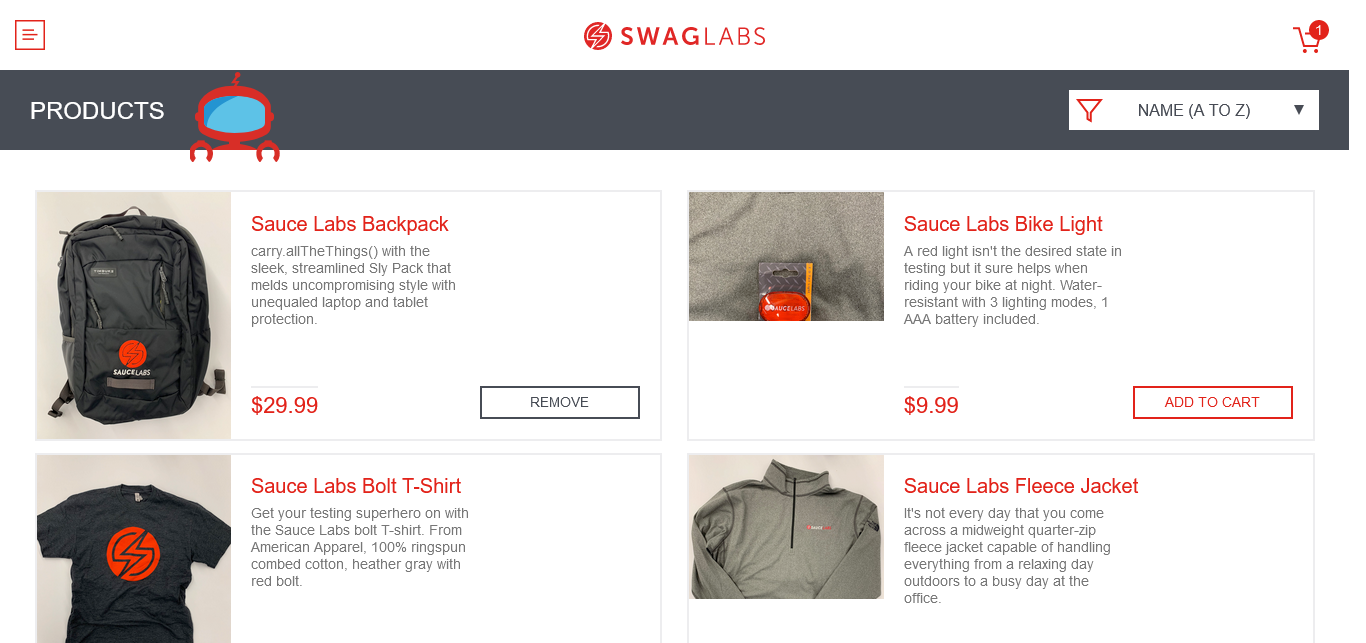 SWAGLABS
1
PRODUCTS
NAME (A TO Z)
Sauce Labs Backpack
carry.allTheThings() with the
sleek, streamlined Sly Pack that
melds uncompromising style with
unequaled laptop and tablet
protection.
$29.99
REMOVE
SAUCELABS
Sauce Labs Bike Light
A red light isn't the desired state in
testing but it sure helps when
riding your bike at night. Water-
resistant with 3 lighting modes, 1
AAA battery included.
$9.99
ADD TO CART
SAUCELABS
Sauce Labs Bolt T-Shirt
Get your testing superhero on with
the Sauce Labs bolt T-shirt. From
American Apparel, 100% ringspun
combed cotton, heather gray with
red bolt.
Sauce Labs Fleece Jacket
It's not every day that you come
across a midweight quarter-zip
fleece jacket capable of handling
everything from a relaxing day
outdoors to a busy day at the
office.